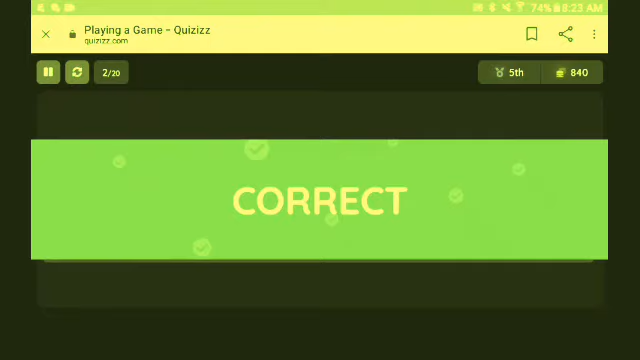 74% 8:23 AM
Playing a Game - Quizizz
quizizz.com
2/20
5th
840
CORRECT